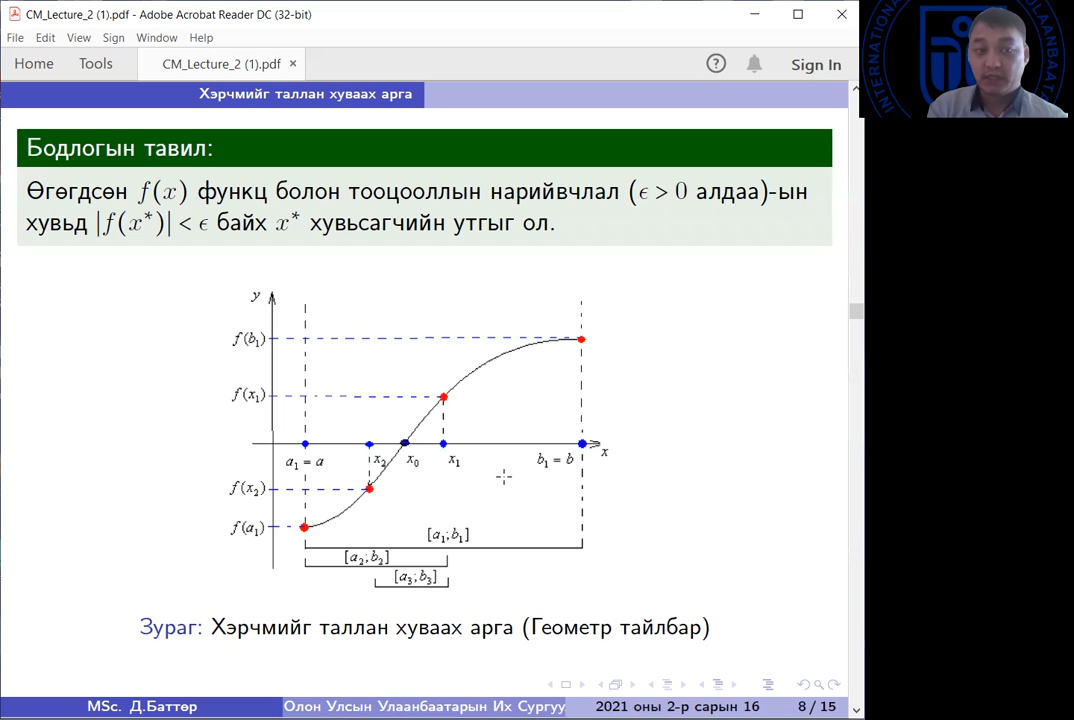 CM_Lecture_2 (1).pdf - Adobe Acrobat Reader DC (32-bit)
File Edit View Sign Window Help
Home Tools CM_Lecture_2 (1).pdf × Sign In
Хэрчмийг таллан хуваах арга
Бодлогын тавил:
Өгөгдсөн f(x) функц болон тооцооллын нарийвчлал (ϵ > 0 алдаа)-ын
хувьд |f(x*)| < ϵ байх x* хувьсагчийн утгыг ол.
y
f(b₁)
f(x₁)
a₁ = a x₂ x₀ x₁ b₁ = b x
f(x₂)
f(a₁)
[a₁;b₁]
[a₂;b₂]
[a₃;b₃]
Зураг: Хэрчмийг таллан хуваах арга (Геометр тайлбар)
MSc. Д.Баттөр Олон Улсын Улаанбаатарын Их Сургуу 2021 оны 2-р сарын 16 8 / 15
INTERNATIONAL